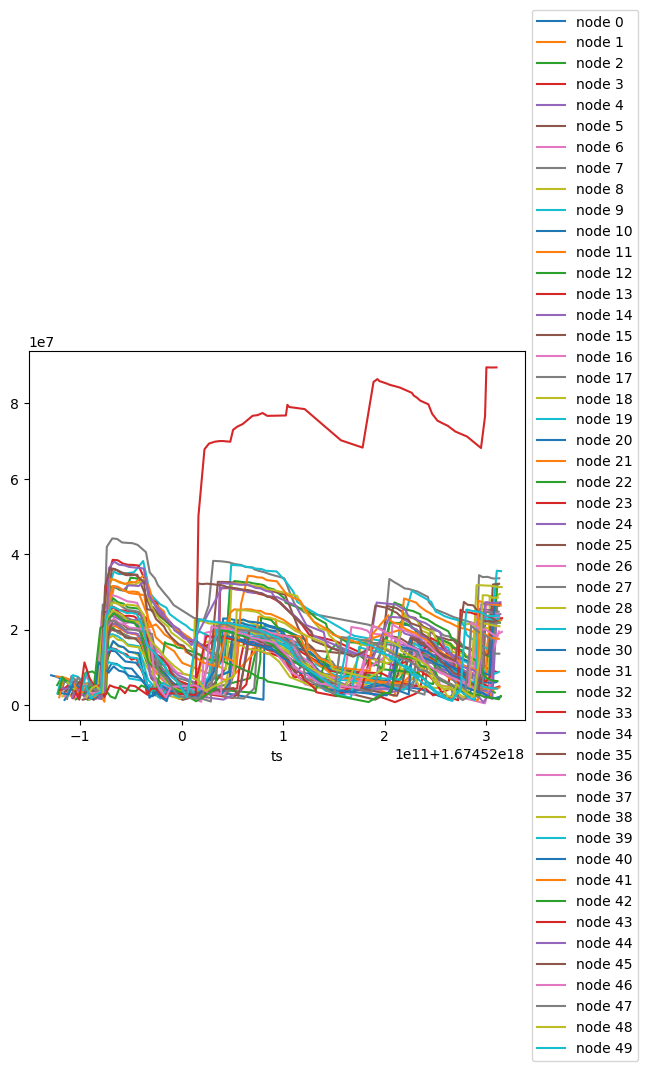 1e7
8
6
4
2
0
−1
0
1
2
3
1e11+1.67452e18
ts
node 0
node 1
node 2
node 3
node 4
node 5
node 6
node 7
node 8
node 9
node 10
node 11
node 12
node 13
node 14
node 15
node 16
node 17
node 18
node 19
node 20
node 21
node 22
node 23
node 24
node 25
node 26
node 27
node 28
node 29
node 30
node 31
node 32
node 33
node 34
node 35
node 36
node 37
node 38
node 39
node 40
node 41
node 42
node 43
node 44
node 45
node 46
node 47
node 48
node 49